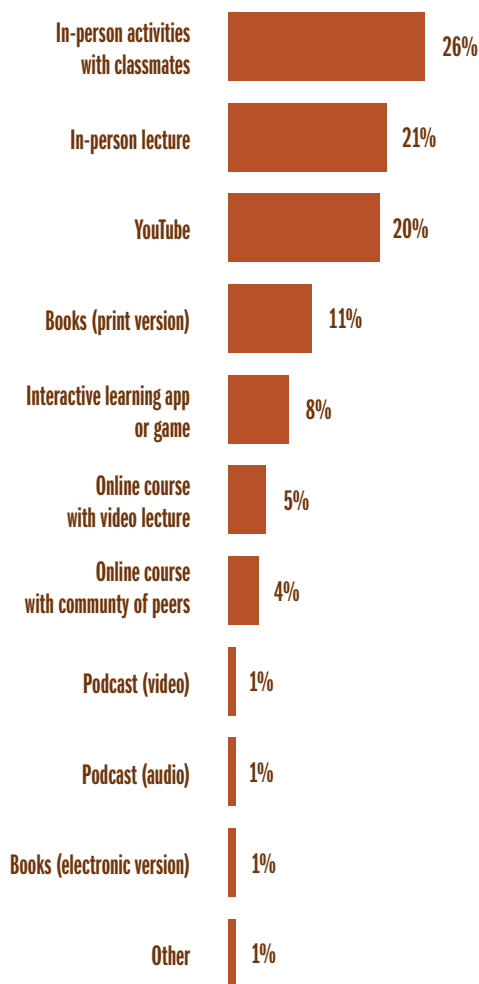 In-person activities
with classmates
26%
In-person lecture
21%
YouTube
20%
Books (print version)
11%
Interactive learning app
or game
8%
Online course
with video lecture
5%
Online course
with communty of peers
4%
Podcast (video)
1%
Podcast (audio)
1%
Books (electronic version)
1%
Other
1%